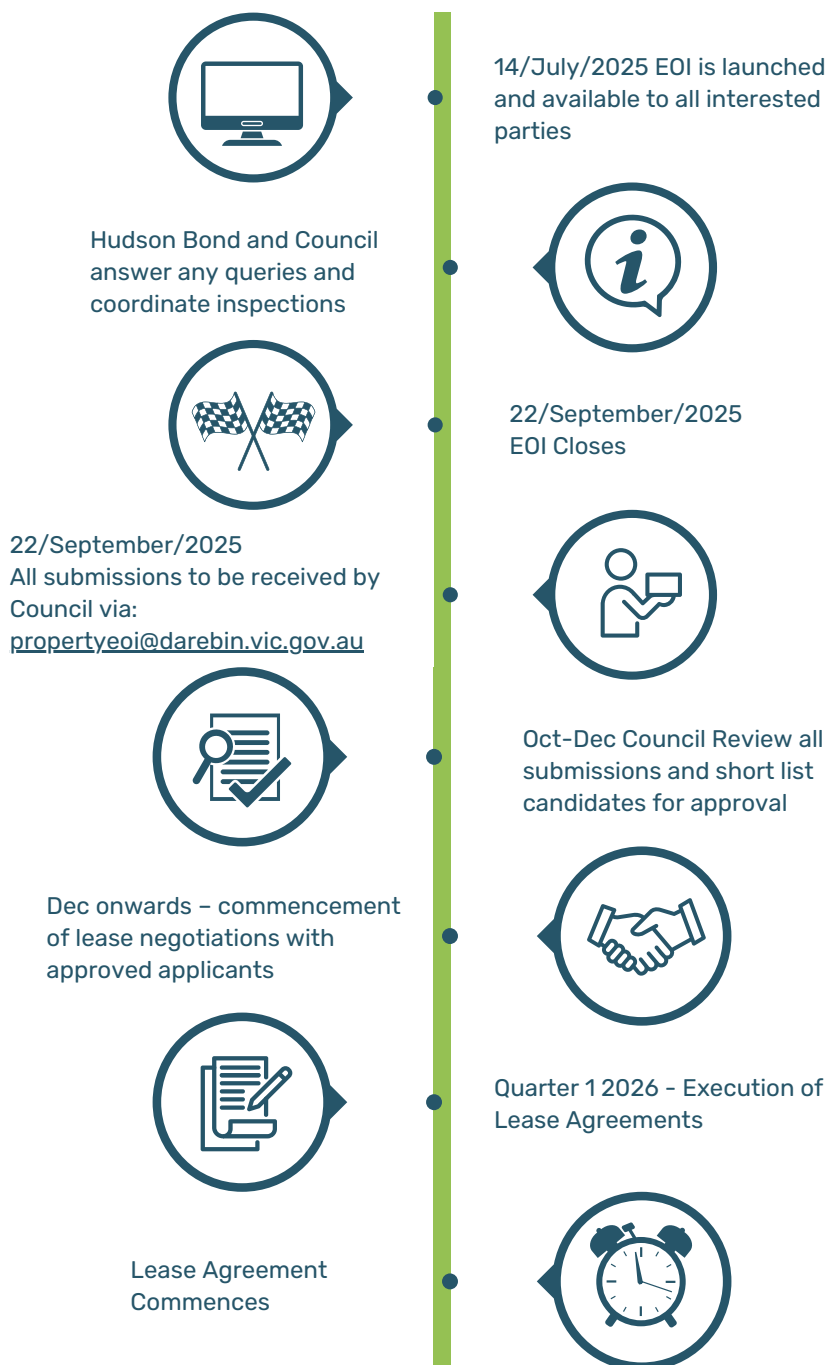 14/July/2025 EOI is launched
and available to all interested
parties
Hudson Bond and Council
answer any queries and
coordinate inspections
22/September/2025
EOI Closes
22/September/2025
All submissions to be received by
Council via:
propertyeoi@darebin.vic.gov.au
Oct-Dec Council Review all
submissions and short list
candidates for approval
Dec onwards – commencement
of lease negotiations with
approved applicants
Quarter 1 2026 - Execution of
Lease Agreements
Lease Agreement
Commences